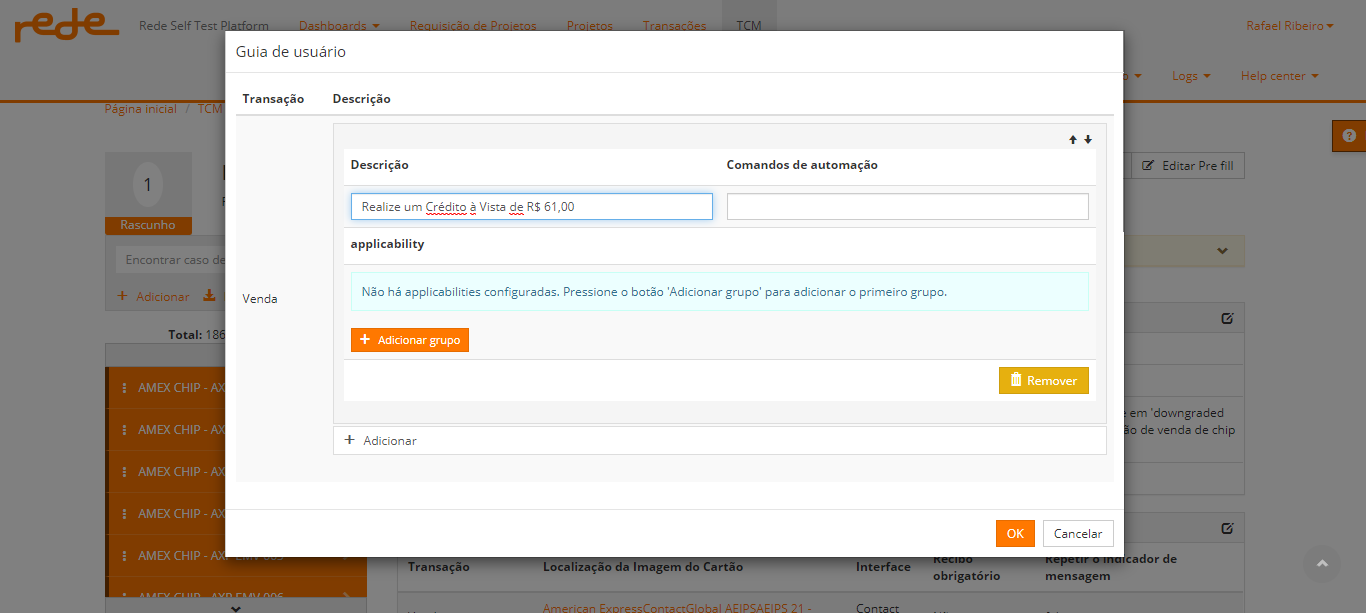 rede
Rede Self Test Platform
Dashboards
Requisição de Projetos
Projetos
Transações
TCM
Rafael Ribeiro
Logs
Help center
Página inicial / TCM
Guia de usuário
Transação
Descrição
Descrição
Comandos de automação
Realize um Crédito à Vista de R$ 61,00
applicability
Não há applicabilities configuradas. Pressione o botão 'Adicionar grupo' para adicionar o primeiro grupo.
Venda
+ Adicionar grupo
Remover
+ Adicionar
OK
Cancelar
1
Rascunho
Editar Pre fill
Encontrar caso de
+ Adicionar
Total: 186
AMEX CHIP - AX
AMEX CHIP - AX
AMEX CHIP - AX
AMEX CHIP - AX
AMEX CHIP - AXP EMV 005
AMEX CHIP - AXP EMV 006
e em 'downgraded
ão de venda de chip
Transação
Localização da Imagem do Cartão
Interface
Recibo obrigatório
Repetir o indicador de mensagem
American ExpressContactGlobal AEIPSAEIPS 21 -
Contact